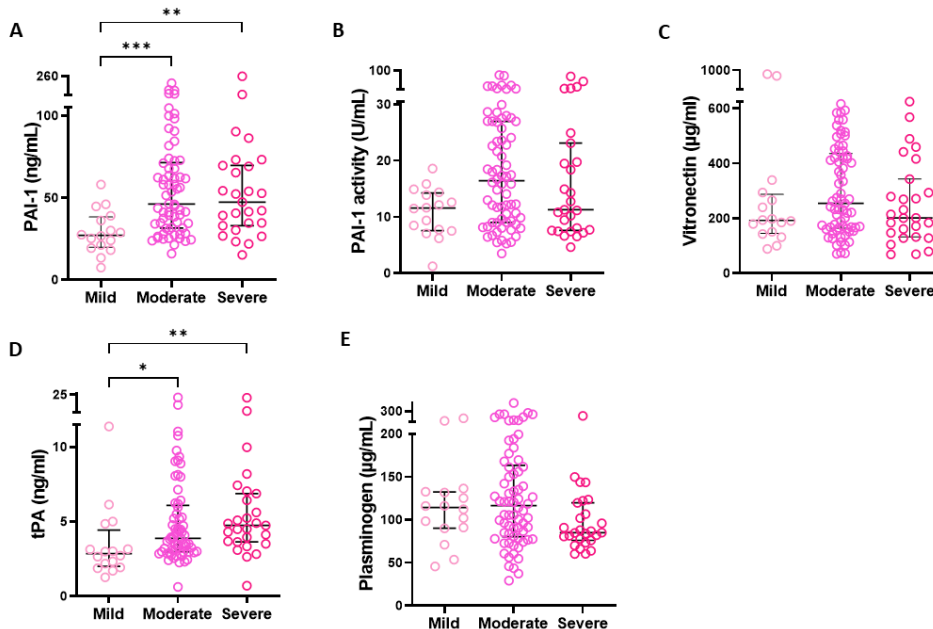 A
**
***
PAI-1 (ng/mL)
260
100
50
0
Mild Moderate Severe
B
PAI-1 activity (U/mL)
100
30
20
10
0
Mild Moderate Severe
C
Vitronectin (µg/ml)
1000
600
400
200
0
Mild Moderate Severe
D
**
*
tPA (ng/ml)
25
10
5
0
Mild Moderate Severe
E
Plasminogen (µg/mL)
300
200
150
100
50
0
Mild Moderate Severe